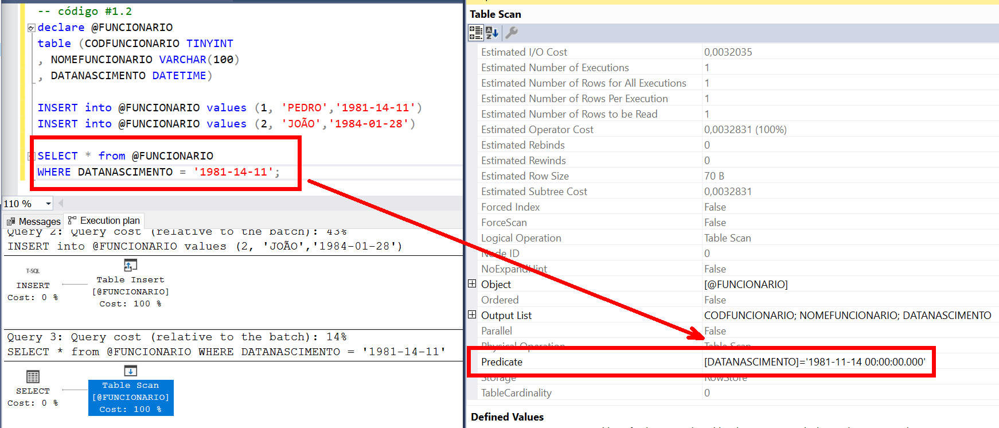 -- código #1.2
declare @FUNCIONARIO
table (CODFUNCIONARIO TINYINT
, NOMEFUNCIONARIO VARCHAR(100)
, DATANASCIMENTO DATETIME)
INSERT into @FUNCIONARIO values (1, 'PEDRO','1981-14-11')
INSERT into @FUNCIONARIO values (2, 'JOÃO','1984-01-28')
SELECT * from @FUNCIONARIO
WHERE DATANASCIMENTO = '1981-14-11';
110 %
Messages
Execution plan
Query 2: Query cost (relative to the batch): 43%
INSERT into @FUNCIONARIO values (2, 'JOÃO','1984-01-28')
T-SQL
INSERT
Cost: 0 %
Table Insert
[@FUNCIONARIO]
Cost: 100 %
Query 3: Query cost (relative to the batch): 14%
SELECT * from @FUNCIONARIO WHERE DATANASCIMENTO = '1981-14-11'
SELECT
Cost: 0 %
Table Scan
[@FUNCIONARIO]
Cost: 100 %
Table Scan
Estimated I/O Cost 0,0032035
Estimated Number of Executions 1
Estimated Number of Rows for All Executions 1
Estimated Number of Rows Per Execution 1
Estimated Number of Rows to be Read 1
Estimated Operator Cost 0,0032831 (100%)
Estimated Rebinds 0
Estimated Rewinds 0
Estimated Row Size 70 B
Estimated Subtree Cost 0,0032831
Forced Index False
ForceScan False
Logical Operation Table Scan
Node ID 0
NoExpandHint False
Object [@FUNCIONARIO]
Ordered False
Output List CODFUNCIONARIO; NOMEFUNCIONARIO; DATANASCIMENTO
Parallel False
Physical Operation Table Scan
Predicate [DATANASCIMENTO]='1981-11-14 00:00:00.000'
Storage RowStore
TableCardinality 0
Defined Values